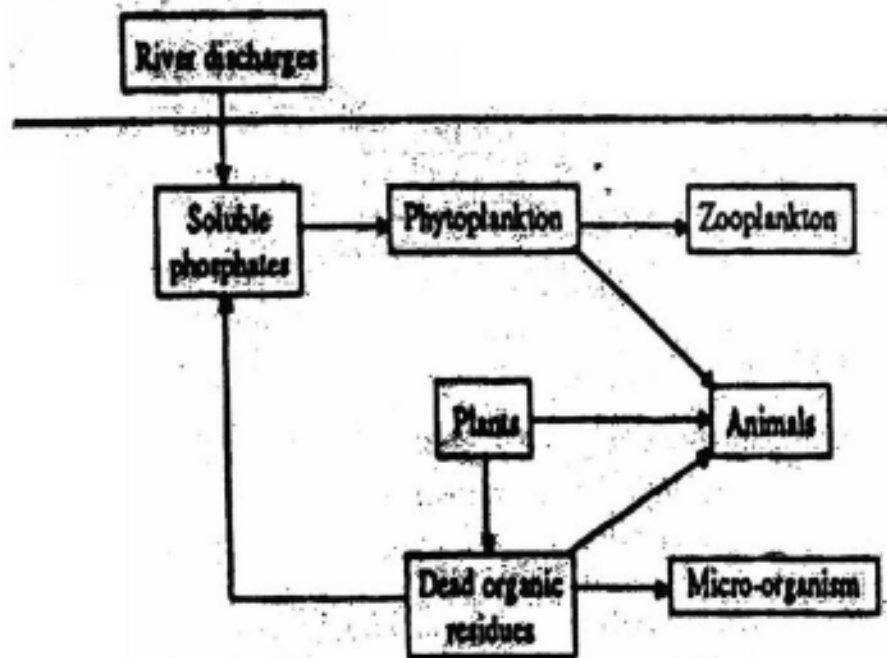 River discharges
Soluble
phosphates
Phytoplankton
Zooplankton
Plants
Animals
Dead organic
residues
Micro-organism